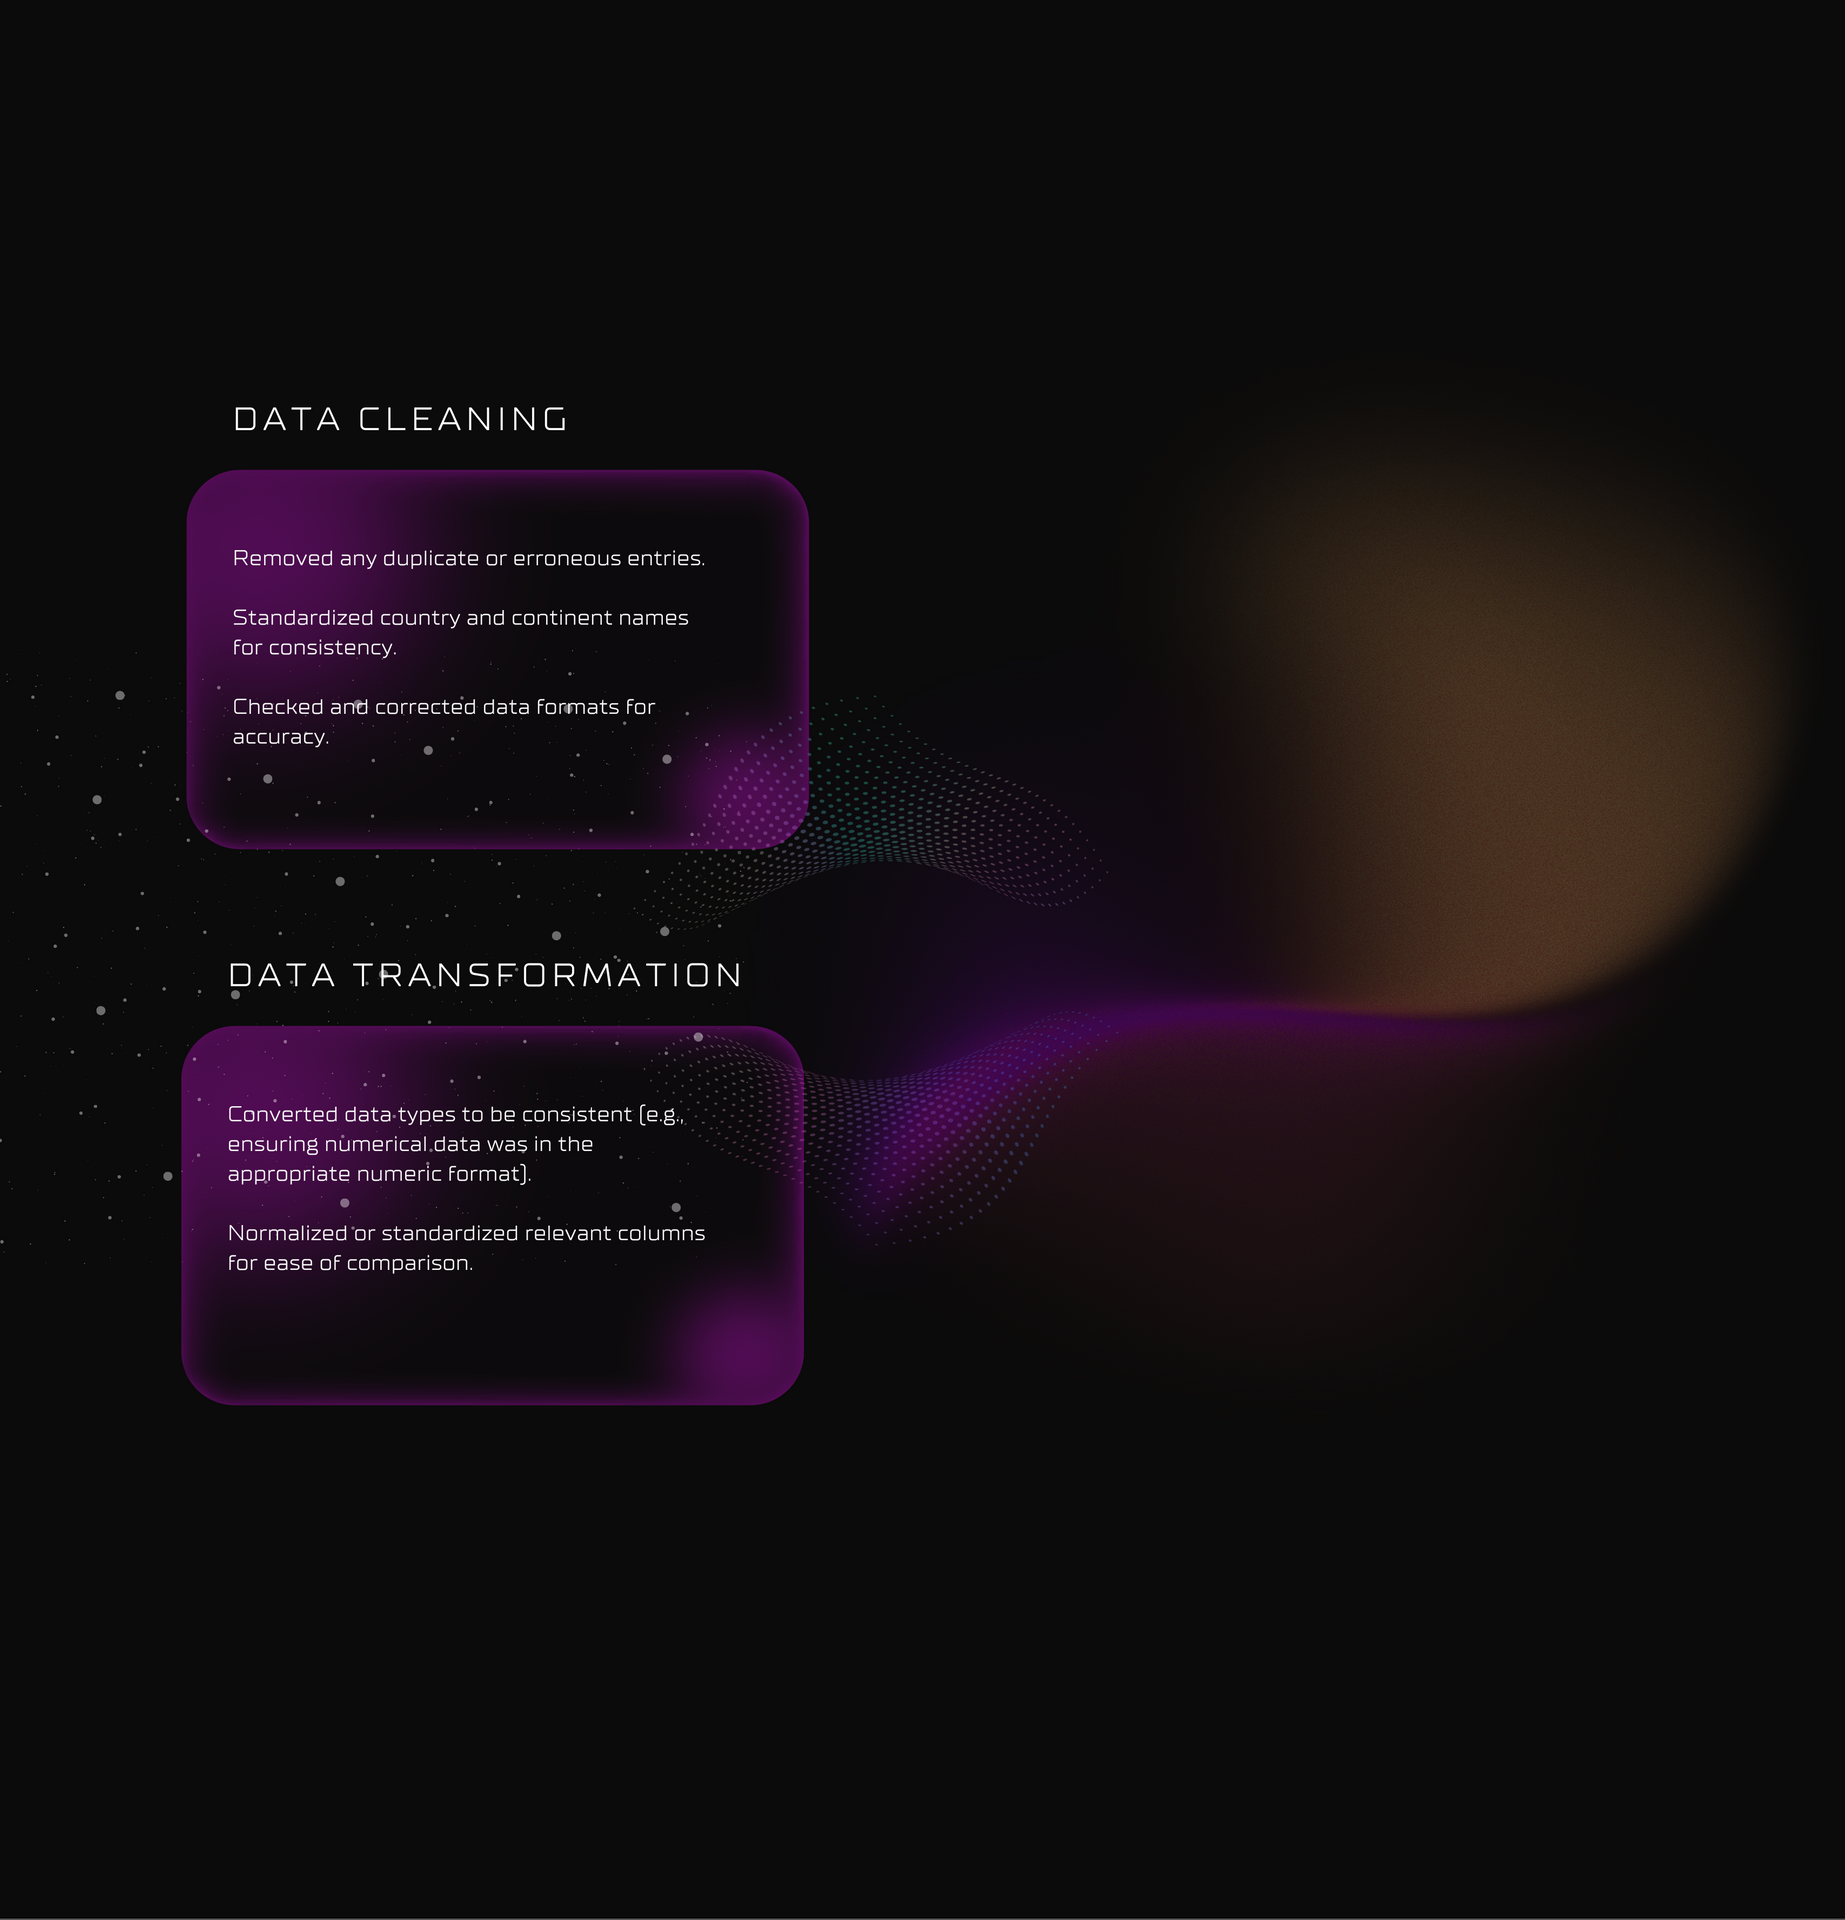 DATA CLEANING
Removed any duplicate or erroneous entries.
Standardized country and continent names
for consistency.
Checked and corrected data formats for
accuracy.
DATA TRANSFORMATION
Converted data types to be consistent (e.g.,
ensuring numerical data was in the
appropriate numeric format).
Normalized or standardized relevant columns
for ease of comparison.